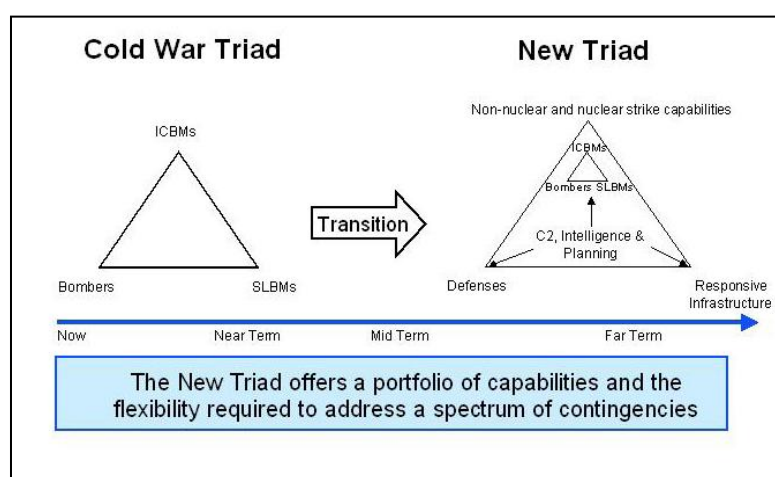 Cold War Triad
New Triad
ICBMs
Bombers
SLBMs
Transition
Non-nuclear and nuclear strike capabilities
ICBMs
Bombers SLBMs
C2, Intelligence &
Planning
Defenses
Responsive
Infrastructure
Now
Near Term
Mid Term
Far Term
The New Triad offers a portfolio of capabilities and the
flexibility required to address a spectrum of contingencies